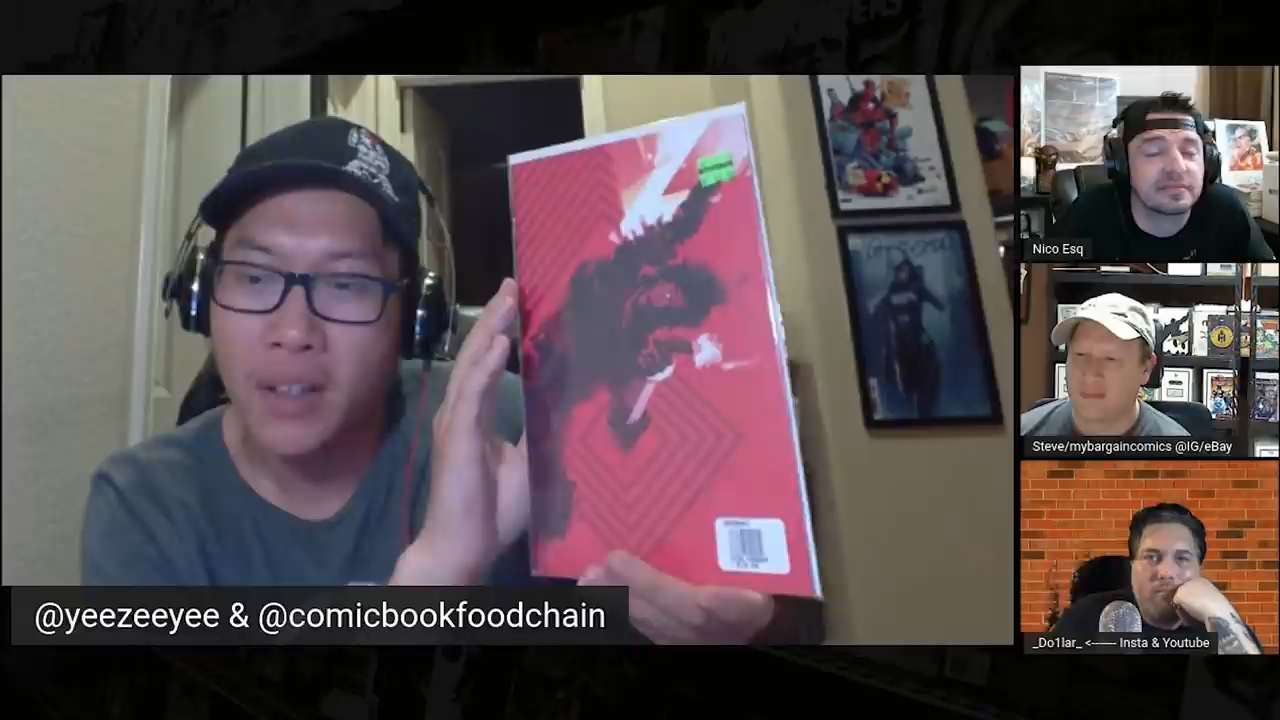 Nico Esq
Steve/mybargaincomics @IG/eBay
@yeezeeyee & @comicbookfoodchain
_Do1lar_ <------- Insta & Youtube